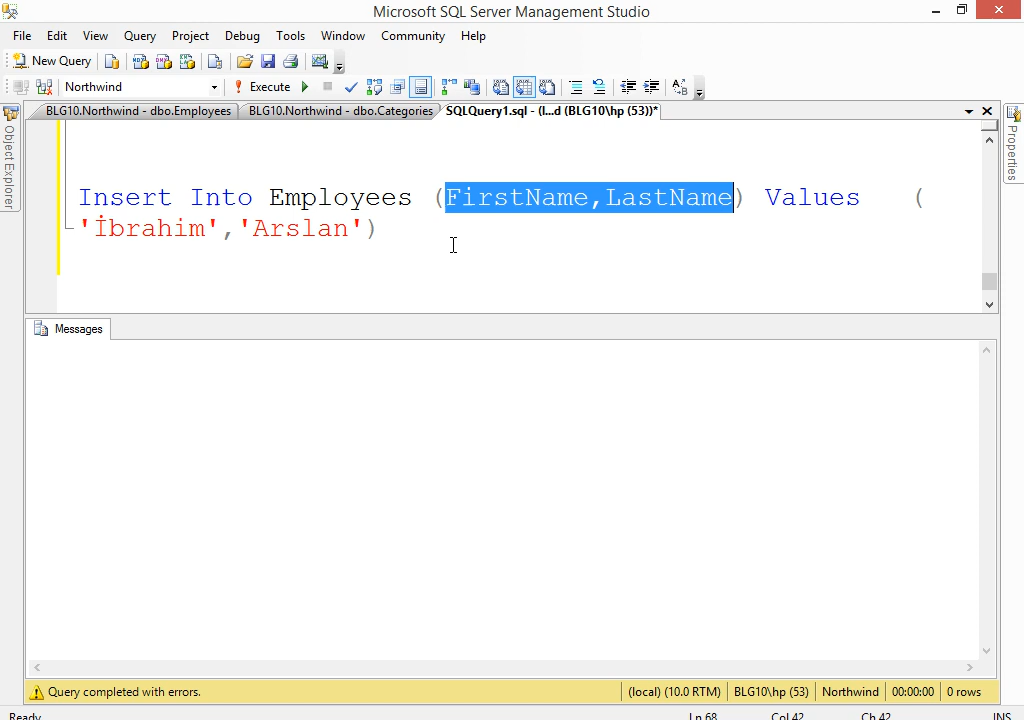 Microsoft SQL Server Management Studio
File Edit View Query Project Debug Tools Window Community Help
New Query
Northwind Execute
BLG10.Northwind - dbo.Employees BLG10.Northwind - dbo.Categories SQLQuery1.sql - (l...d (BLG10\hp (53))*
Object Explorer
Properties
Insert Into Employees (FirstName,LastName) Values (
'İbrahim','Arslan')
Messages
Query completed with errors. (local) (10.0 RTM) BLG10\hp (53) Northwind 00:00:00 0 rows
Ready Ln 68 Col 42 Ch 42 INS